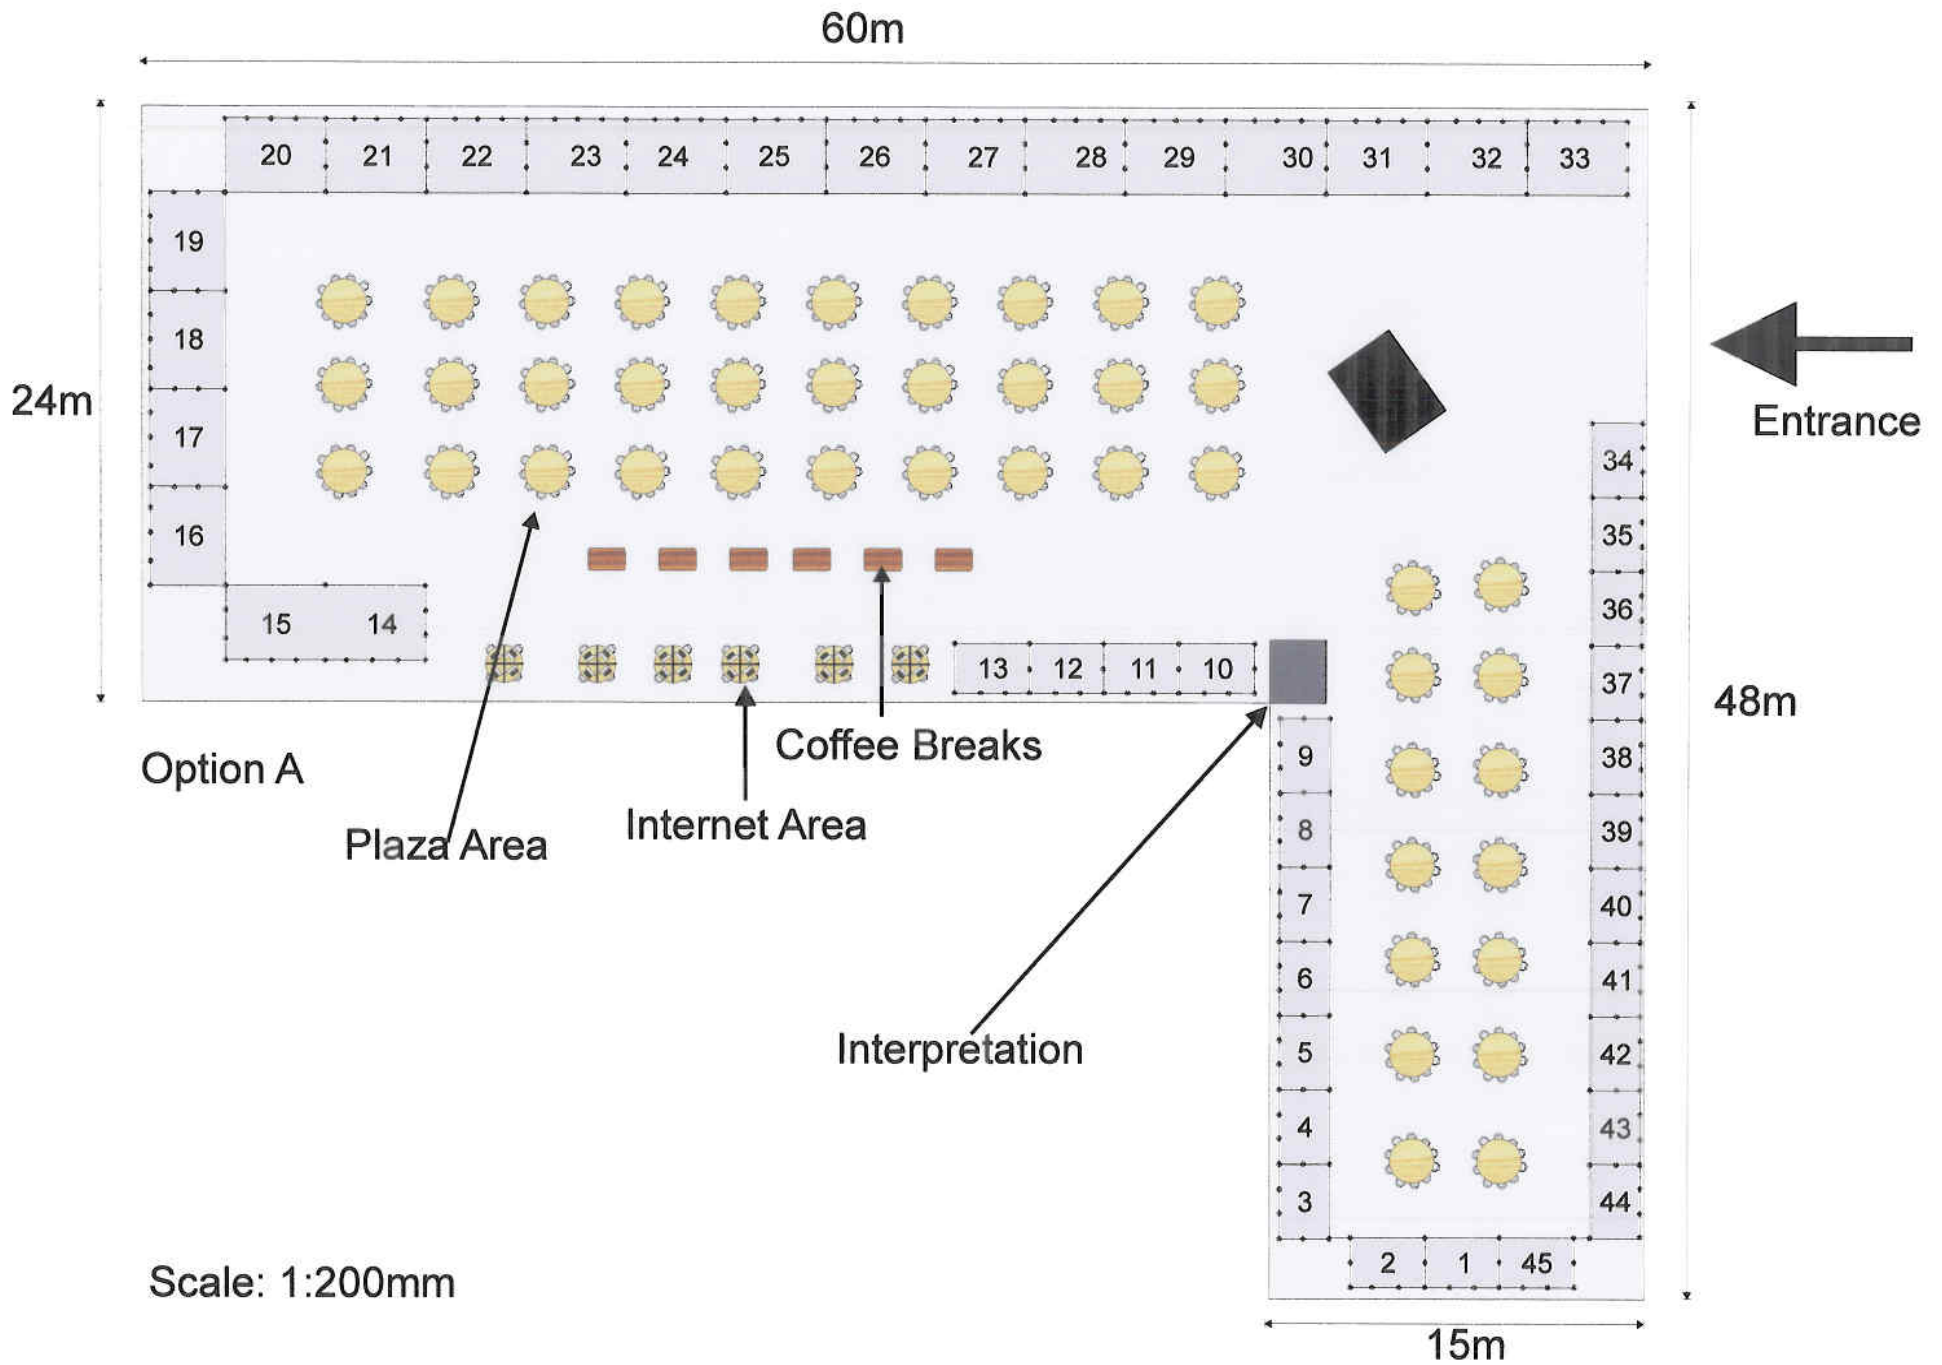 60m
20 21 22 23 24 25 26 27 28 29 30 31 32 33
19
18
24m
17
16
15 14
Entrance
34
35
36
37
38
39
40
41
42
43
44
48m
13 12 11 10
9
8
7
6
5
4
3
2 1 45
Option A
Coffee Breaks
Internet Area
Plaza Area
Interpretation
Scale: 1:200mm
15m